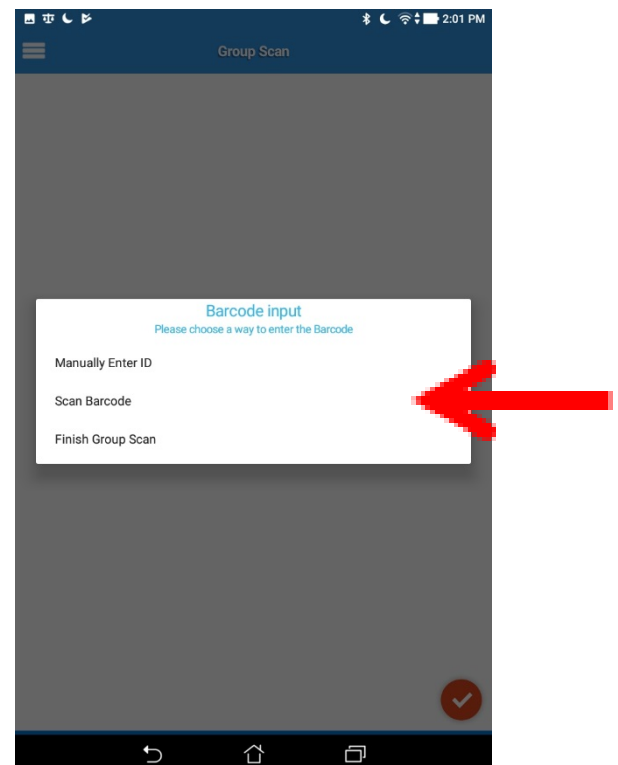 2:01 PM
Group Scan
Barcode input
Please choose a way to enter the Barcode
Manually Enter ID
Scan Barcode
Finish Group Scan